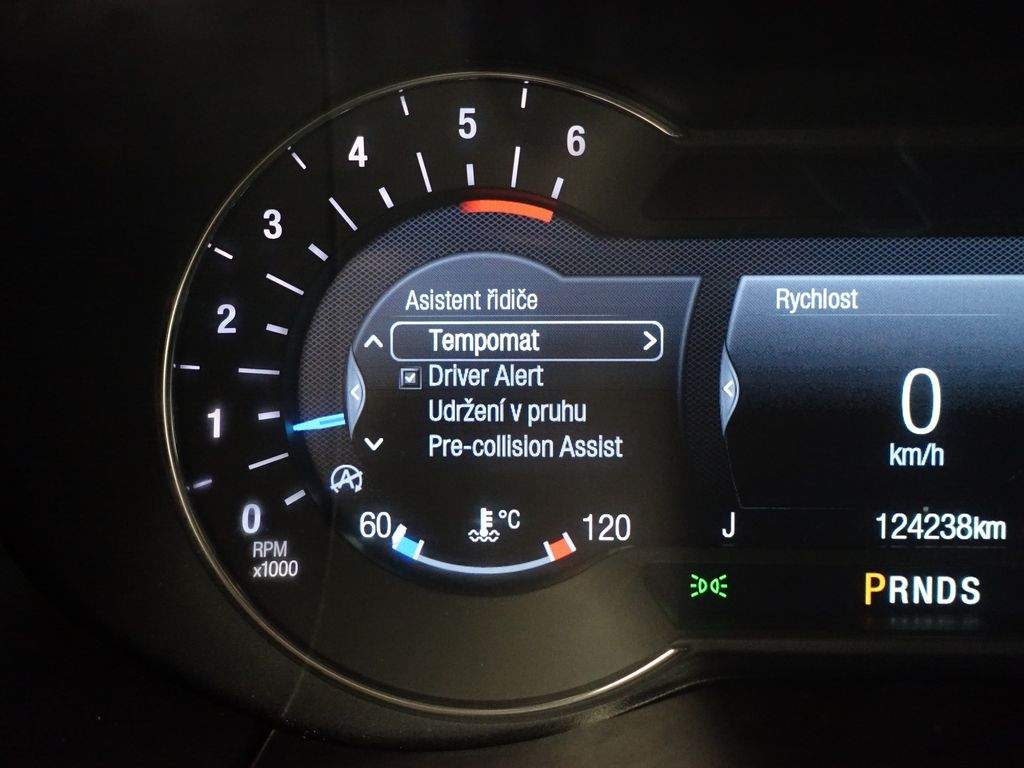 6
5
4
3
2
1
0
RPM
x1000
Asistent řidiče
Tempomat
Driver Alert
Udržení v pruhu
Pre-collision Assist
A
60
°C
120
Rychlost
0
km/h
J
124238km
PRNDS